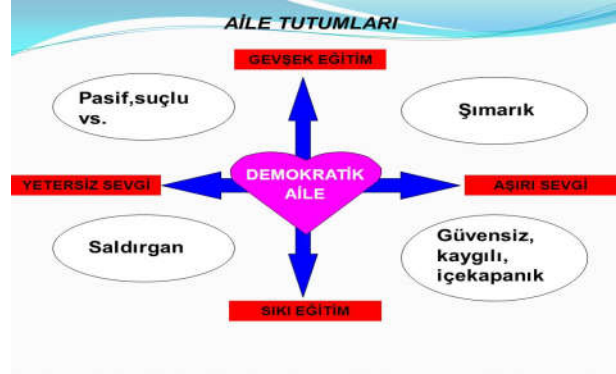 AİLE TUTUMLARI
GEVŞEK EĞİTİM
Pasif,suçlu
vs.
Şımarık
YETERSİZ SEVGİ
DEMOKRATİK
AİLE
AŞIRI SEVGİ
Saldırgan
Güvensiz,
kaygılı,
içekapanık
SIKI EĞİTİM